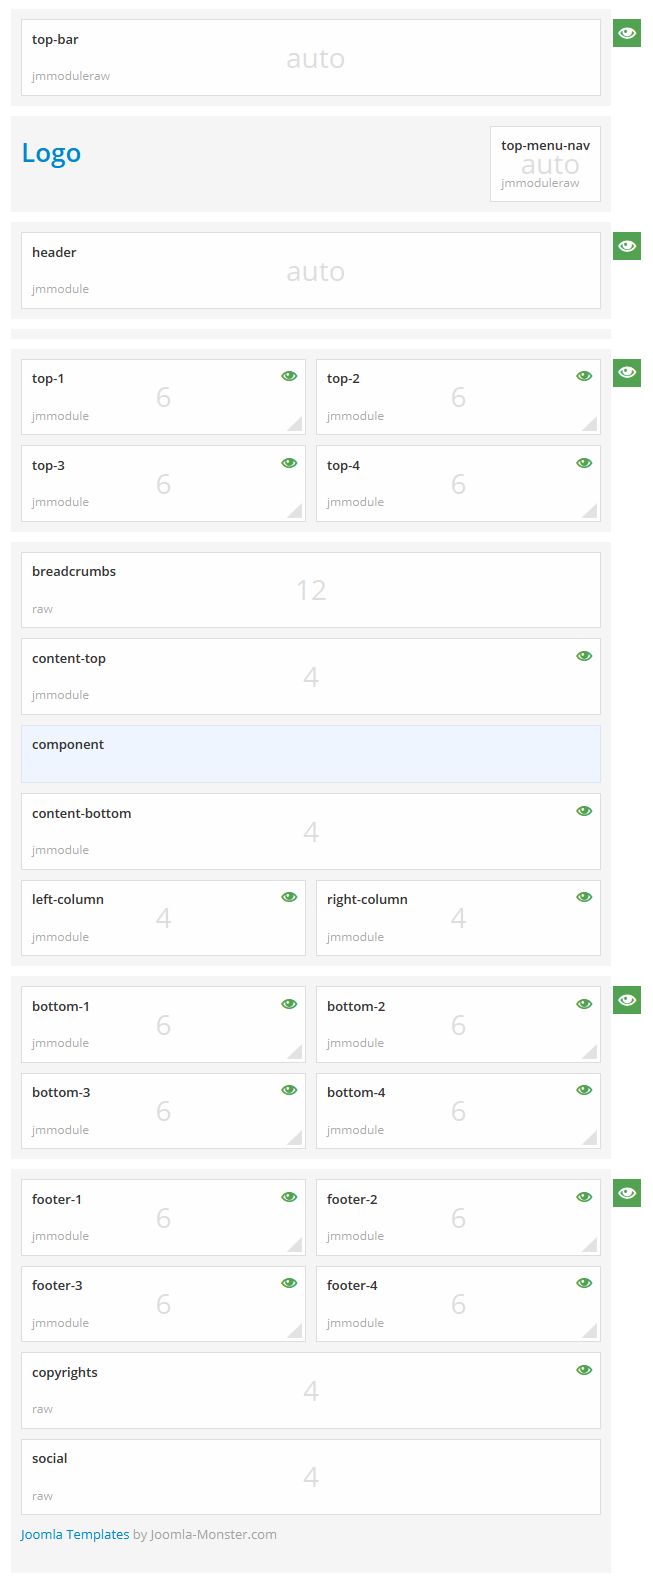 top-bar
auto
jmmoduleraw
Logo
top-menu-nav
auto
jmmoduleraw
header
auto
jmmodule
top-1
6
jmmodule
top-2
6
jmmodule
top-3
6
jmmodule
top-4
6
jmmodule
breadcrumbs
12
raw
content-top
4
jmmodule
component
content-bottom
4
jmmodule
left-column
4
jmmodule
right-column
4
jmmodule
bottom-1
6
jmmodule
bottom-2
6
jmmodule
bottom-3
6
jmmodule
bottom-4
6
jmmodule
footer-1
6
jmmodule
footer-2
6
jmmodule
footer-3
6
jmmodule
footer-4
6
jmmodule
copyrights
4
raw
social
4
raw
Joomla Templates by Joomla-Monster.com